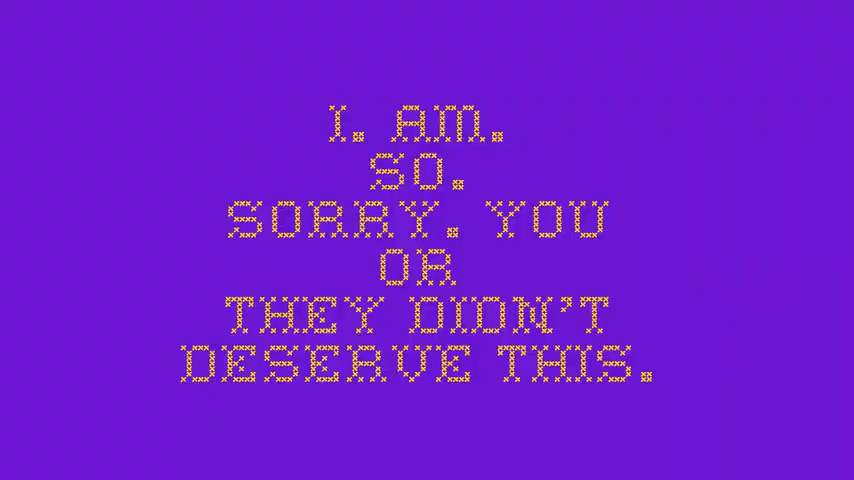 I. AM.
SO.
SORRY. YOU
OR
THEY DIDN'T
DESERVE THIS.